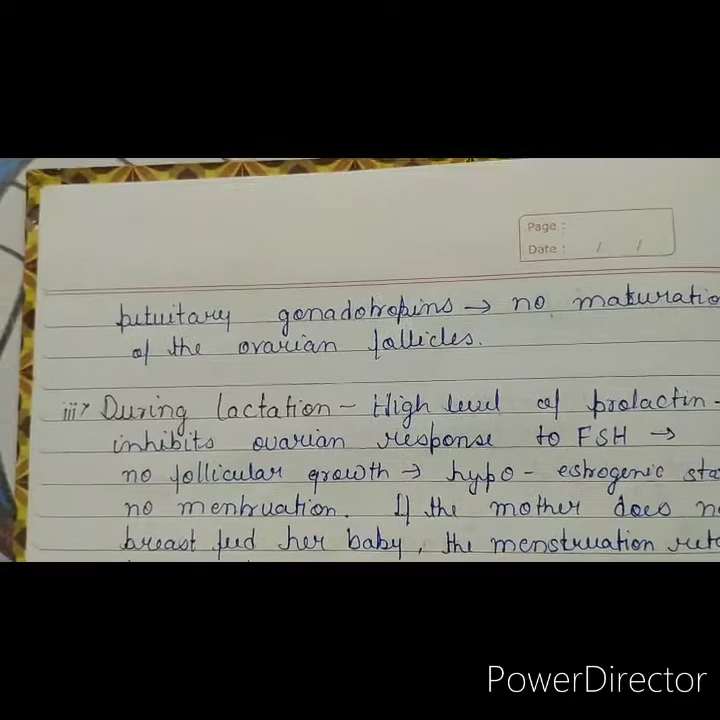 Page :
Date : / /
pituitary gonadotropins → no maturatio
of the ovarian follicles.
iii> During lactation - High level of prolactin -
inhibits ovarian response to FSH →
no follicular growth → hypo - estrogenic sta
no menbruation. If the mother does n
breast feed her baby, the menstruation retu
PowerDirector